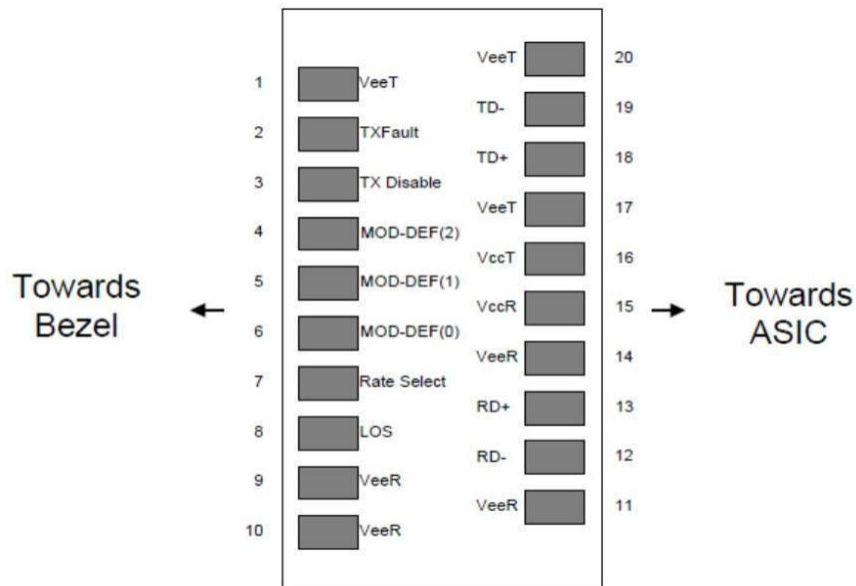 1 VeeT
2 TXFault
3 TX Disable
4 MOD-DEF(2)
5 MOD-DEF(1)
6 MOD-DEF(0)
7 Rate Select
8 LOS
9 VeeR
10 VeeR
VeeT 20
TD- 19
TD+ 18
VeeT 17
VccT 16
VccR 15
VeeR 14
RD+ 13
RD- 12
VeeR 11
Towards
Bezel
Towards
ASIC